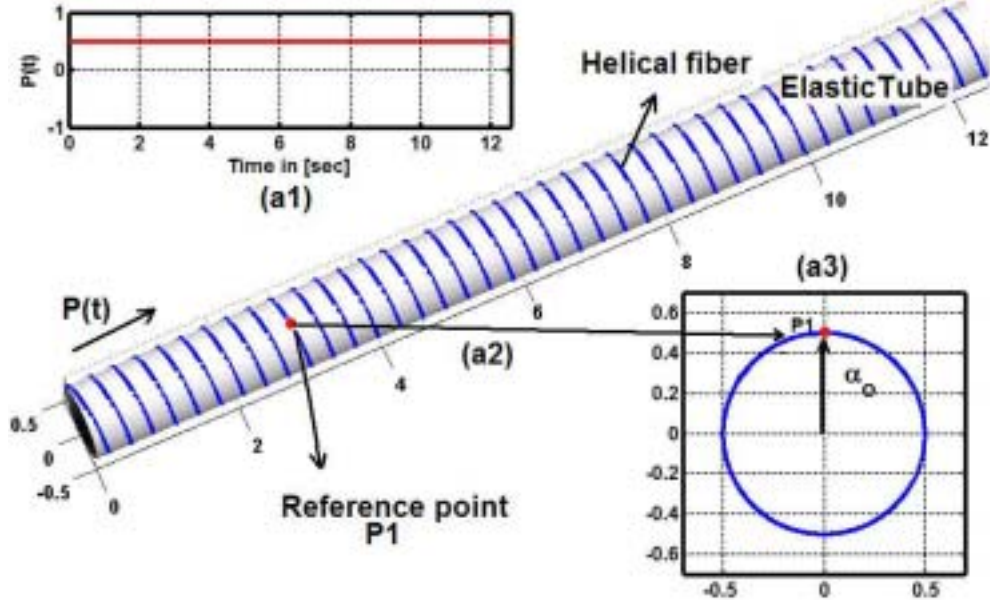 1
0
-1
P(t)
0
2
4
6
8
10
12
Time in [sec]
(a1)
Helical fiber
Elastic Tube
12
10
8
6
4
2
0
P(t)
0.5
0
-0.5
(a2)
Reference point
P1
(a3)
0.6
0.4
0.2
0
-0.2
-0.4
-0.6
P1
αo
-0.5
0
0.5